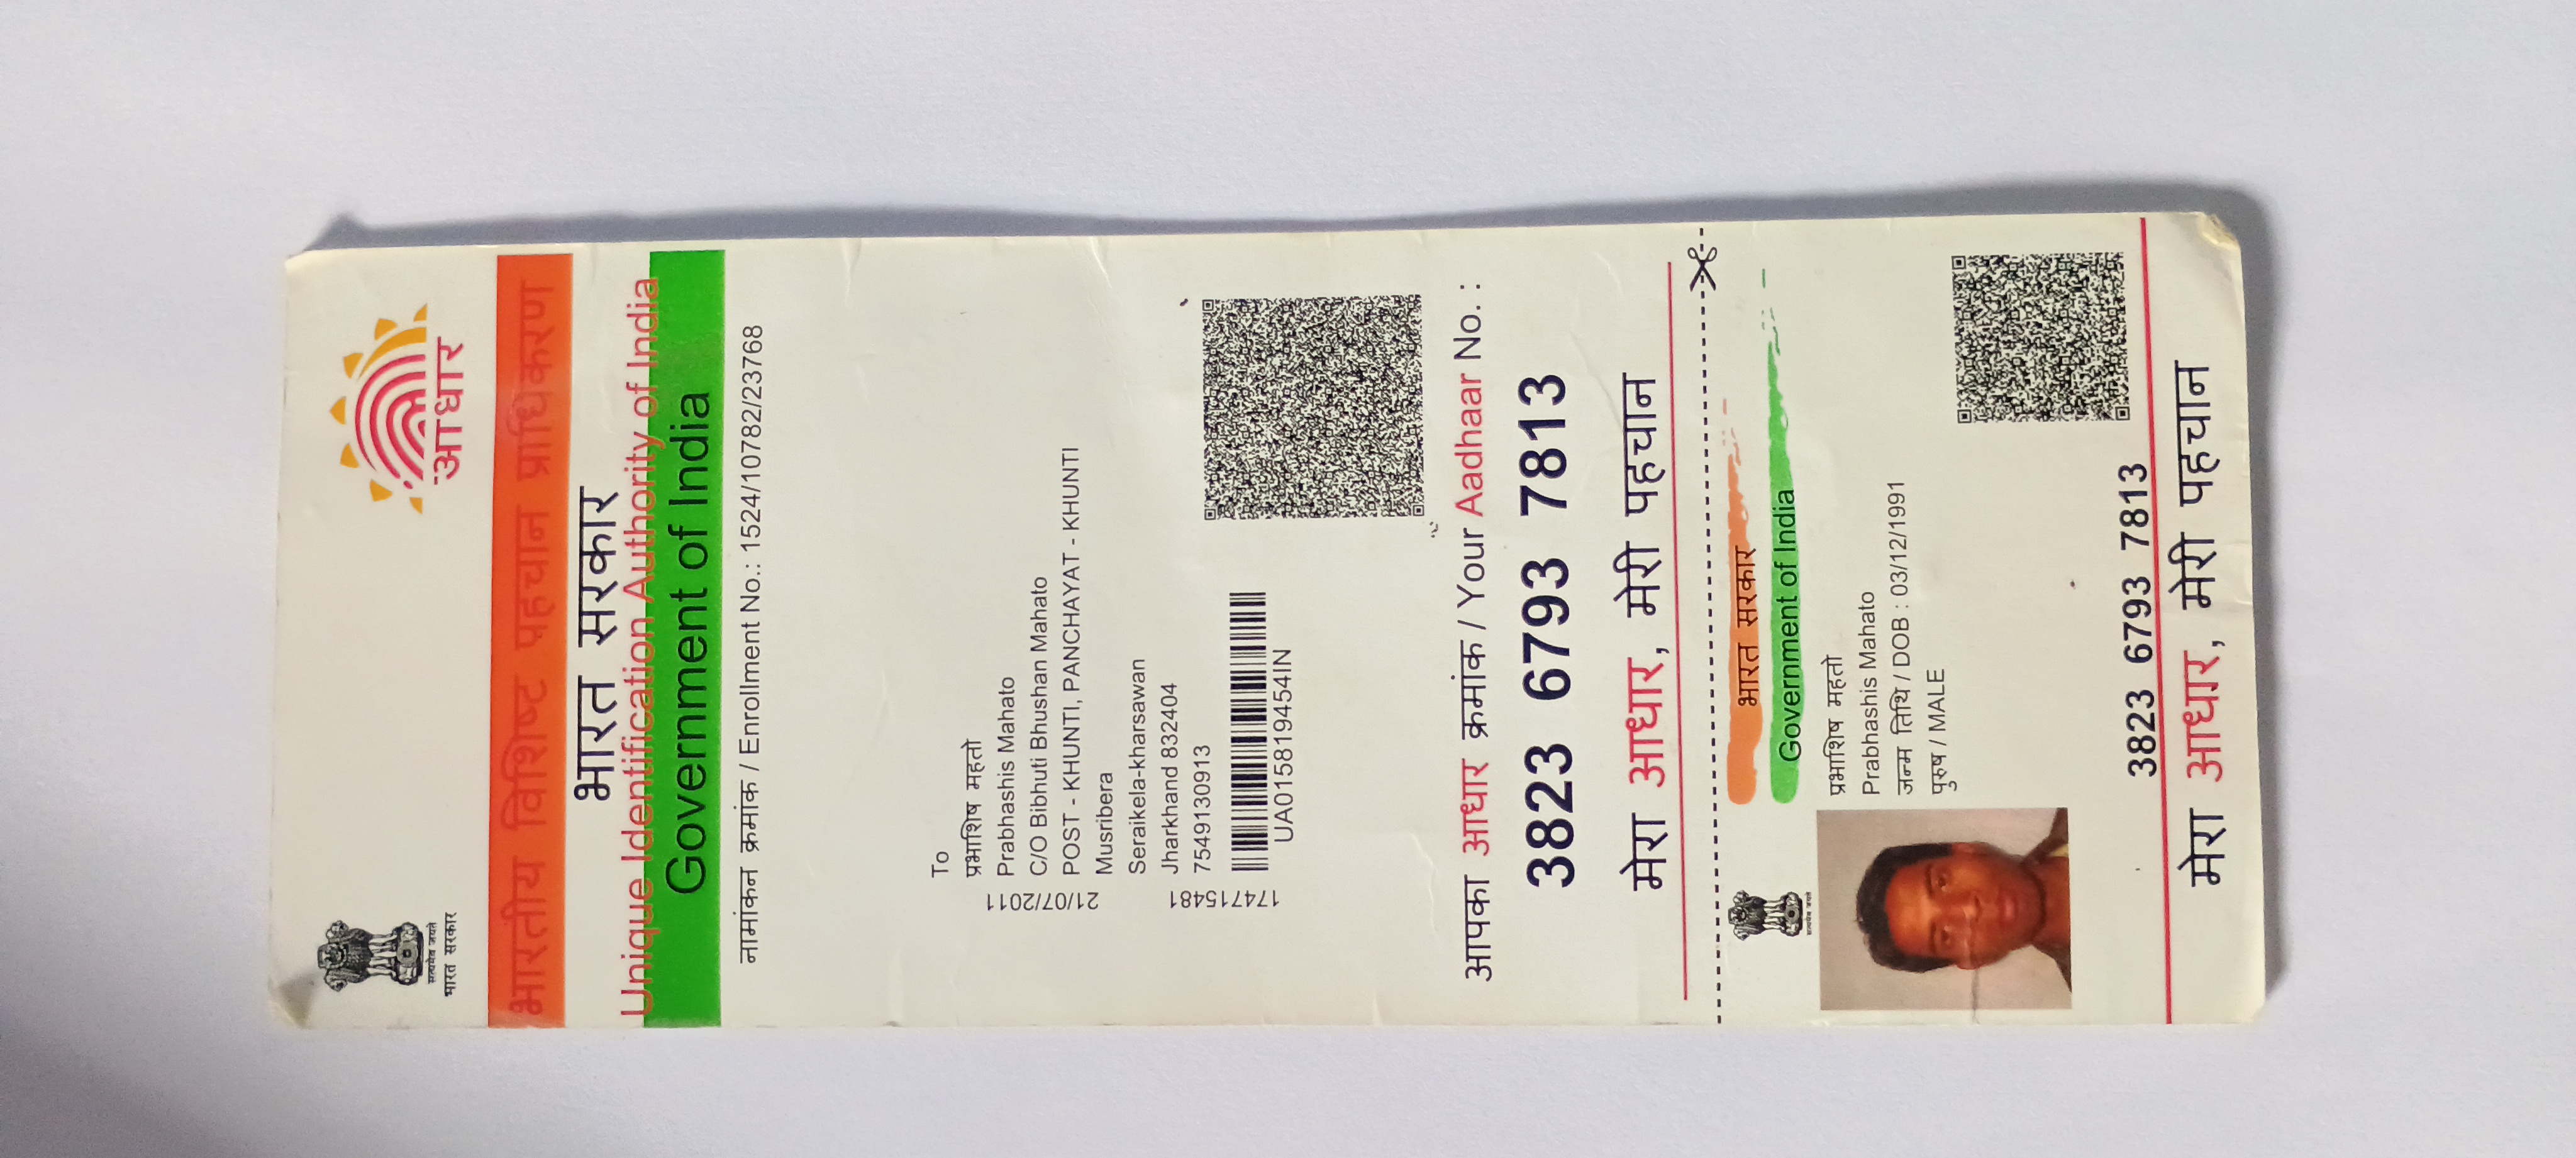 सत्यमेव जयते
भारत सरकार
आधार
भारतीय विशिष्ट पहचान प्राधिकरण
भारत सरकार
Unique Identification Authority of India
Government of India
नामांकन क्रमांक / Enrollment No.: 1524/10782/23768
To
प्रभाशिष महतो
Prabhashis Mahato
C/O Bibhuti Bhushan Mahato
POST - KHUNTI, PANCHAYAT - KHUNTI
Musribera
Seraikela-kharsawan
Jharkhand 832404
7549130913
21/07/2011
174715481
UA015819454IN
आपका आधार क्रमांक / Your Aadhaar No. :
3823 6793 7813
मेरा आधार, मेरी पहचान
सत्यमेव जयते
भारत सरकार
Government of India
प्रभाशिष महतो
Prabhashis Mahato
जन्म तिथि / DOB : 03/12/1991
पुरुष / MALE
3823 6793 7813
मेरा आधार, मेरी पहचान